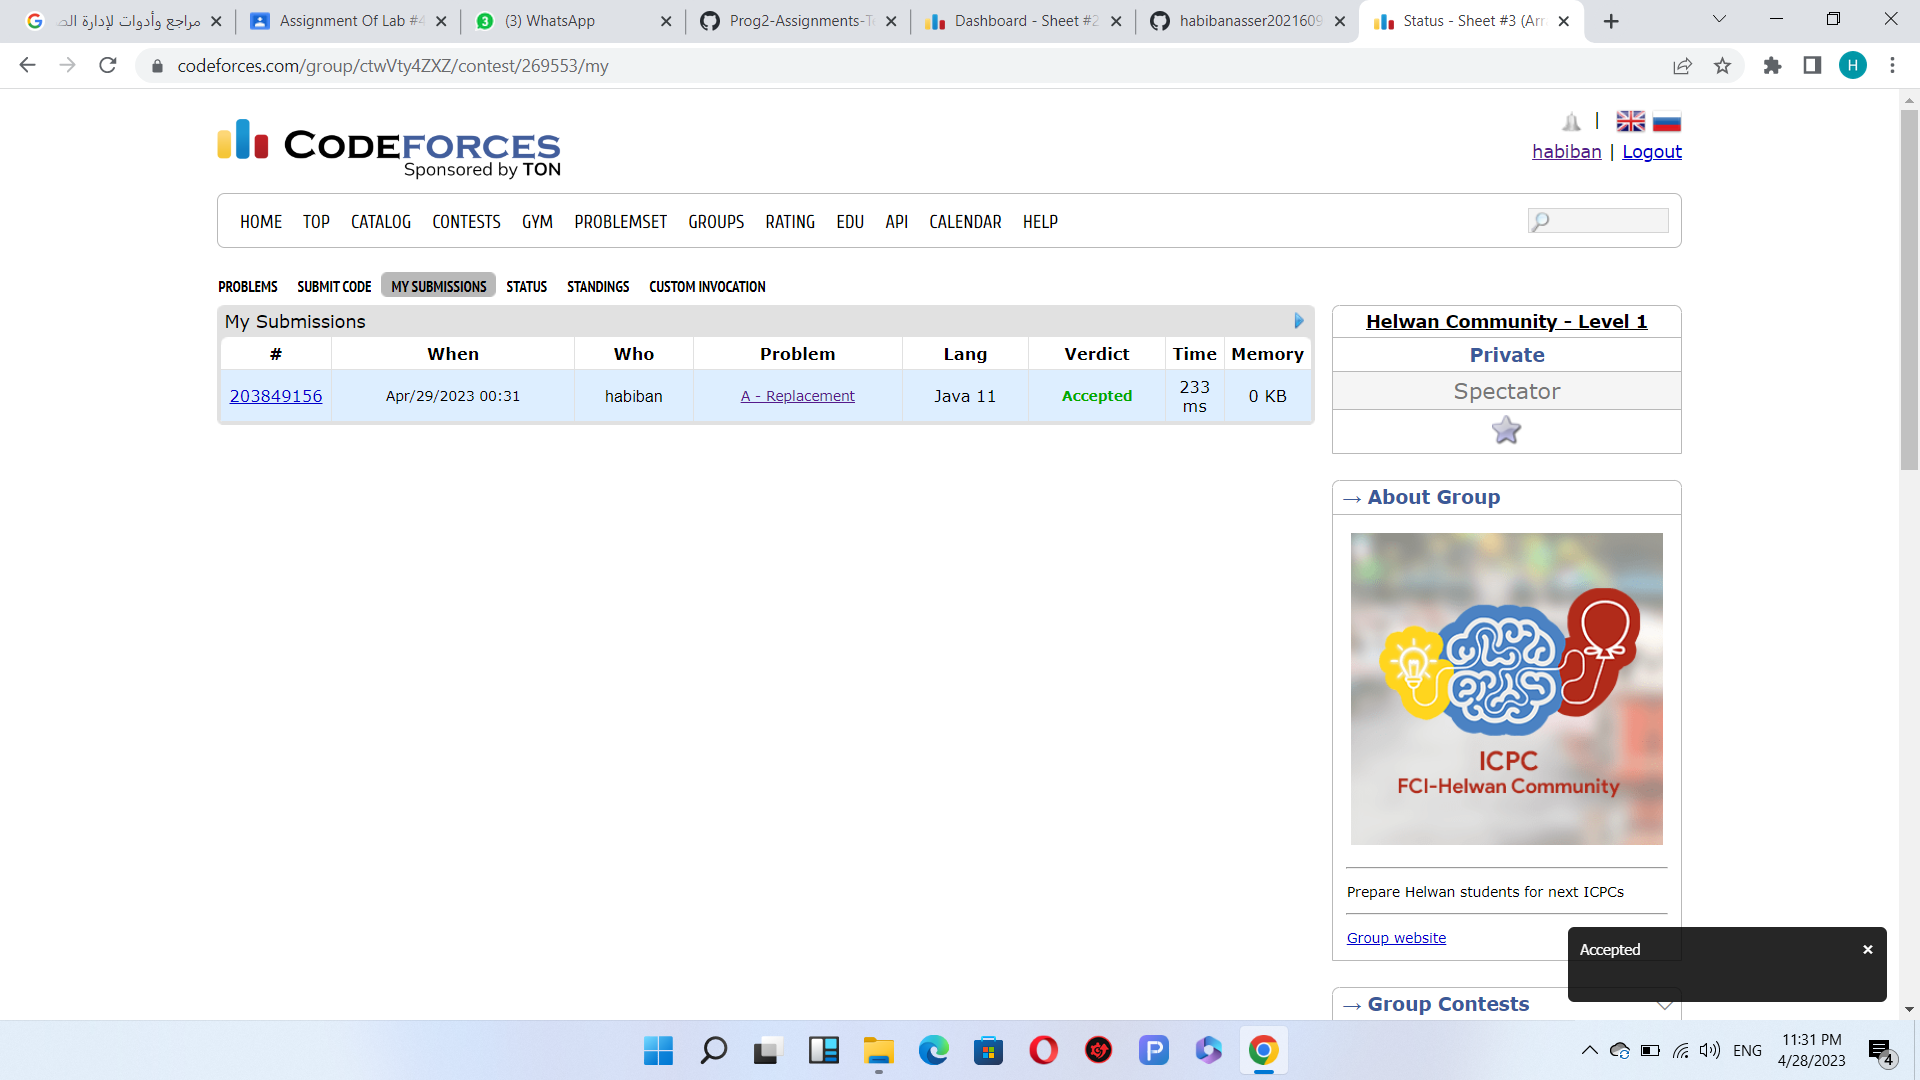 مراجع وأدوات لإدارة
Assignment Of Lab #4
(3) WhatsApp
Prog2-Assignments-T
Dashboard - Sheet #2
habibanasser2021609
Status - Sheet #3 (Arr
codeforces.com/group/ctwVty4ZXZ/contest/269553/my
H
CODEFORCES
Sponsored by TON
habiban | Logout
HOME TOP CATALOG CONTESTS GYM PROBLEMSET GROUPS RATING EDU API CALENDAR HELP
PROBLEMS SUBMIT CODE MY SUBMISSIONS STATUS STANDINGS CUSTOM INVOCATION
My Submissions
# When Who Problem Lang Verdict Time Memory
203849156 Apr/29/2023 00:31 habiban A - Replacement Java 11 Accepted 233 ms 0 KB
Helwan Community - Level 1
Private
Spectator
→ About Group
ICPC
FCI-Helwan Community
Prepare Helwan students for next ICPCs
Group website
Accepted
→ Group Contests
ENG
11:31 PM
4/28/2023
4